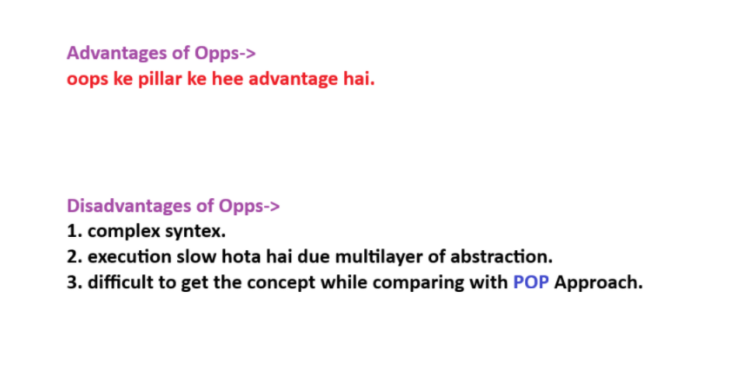 Advantages of Opps->
oops ke pillar ke hee advantage hai.
Disadvantages of Opps->
1. complex syntex.
2. execution slow hota hai due multilayer of abstraction.
3. difficult to get the concept while comparing with POP Approach.